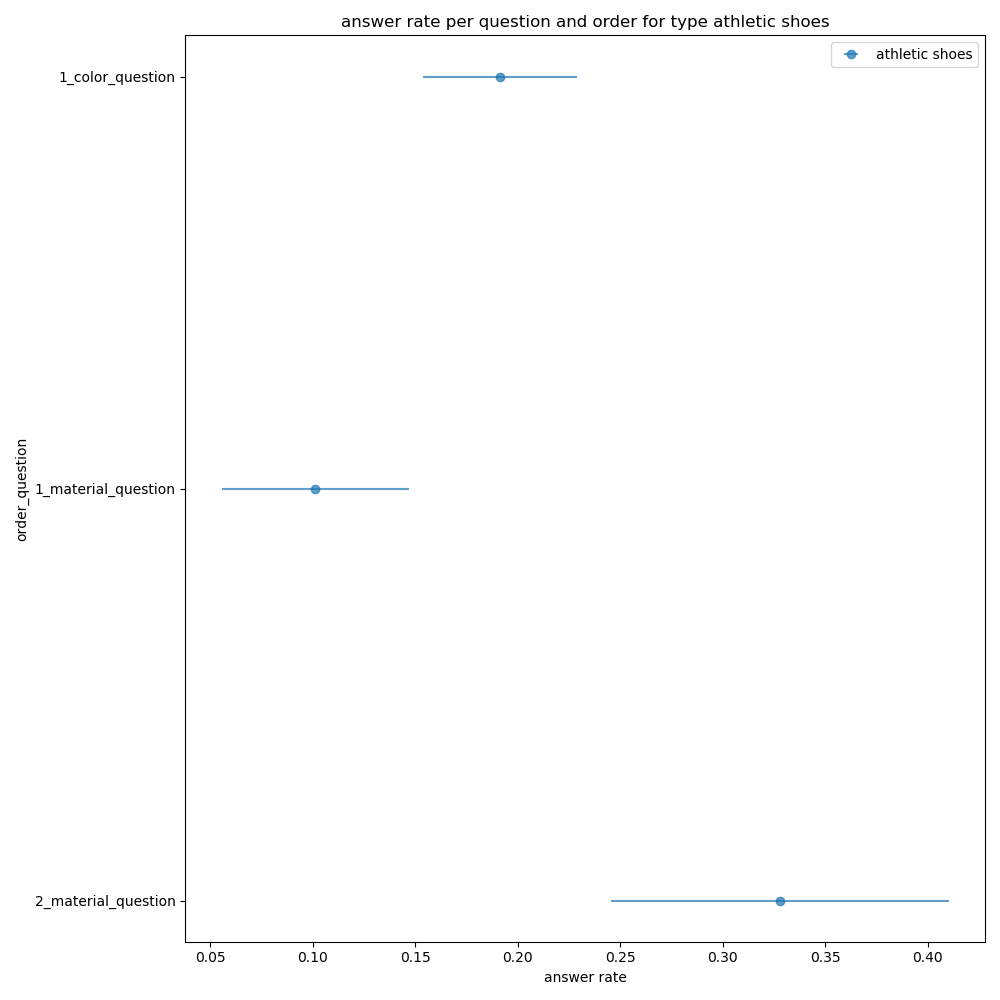 answer rate per question and order for type athletic shoes
athletic shoes
1_color_question
1_material_question
2_material_question
order_question
0.05 0.10 0.15 0.20 0.25 0.30 0.35 0.40
answer rate